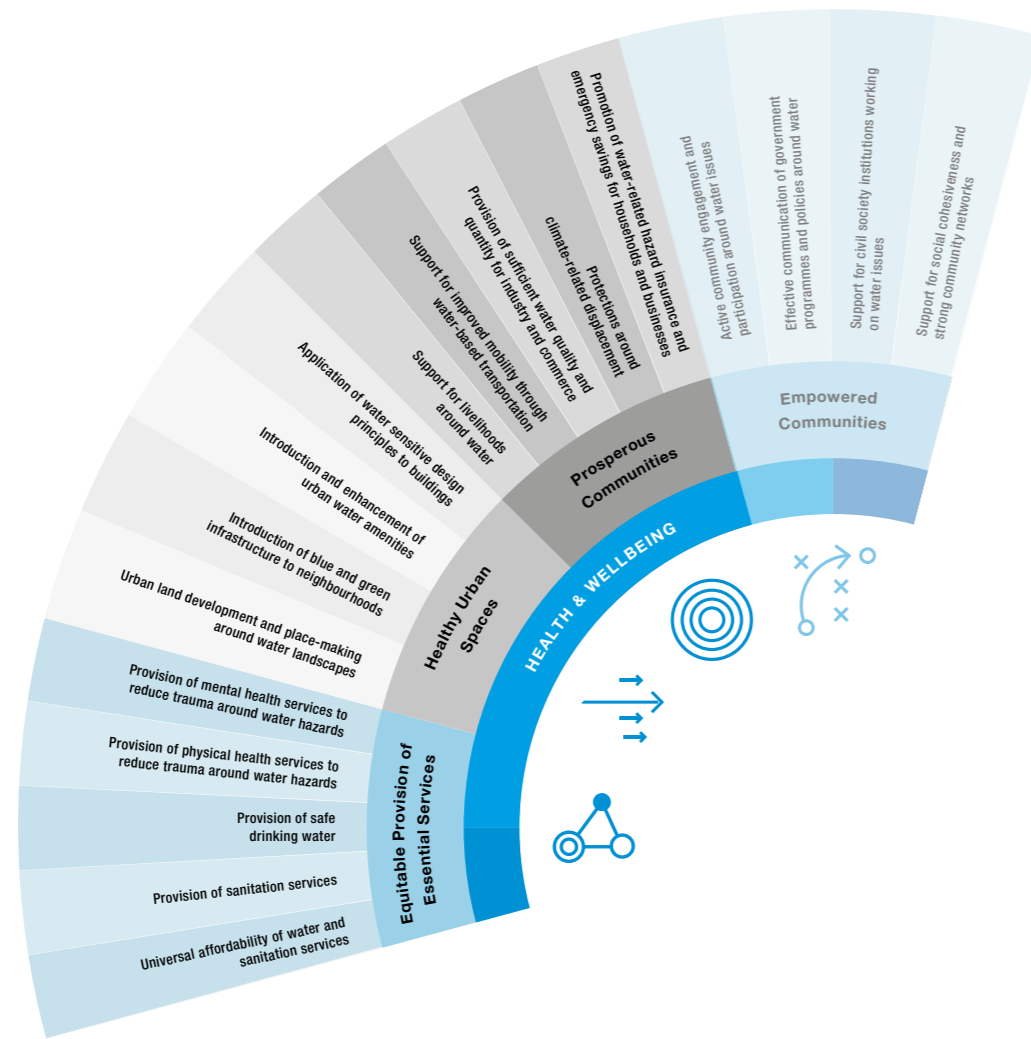 HEALTH & WELLBEING
Equitable Provision of
Essential Services
Universal affordability of water and
sanitation services
Provision of sanitation services
Provision of safe
drinking water
Provision of physical health services to
reduce trauma around water hazards
Provision of mental health services to
reduce trauma around water hazards
Healthy Urban
Spaces
Urban land development and place-making
around water landscapes
Introduction of blue and green
infrastructure to neighbourhoods
Introduction and enhancement of
urban water amenities
Application of water sensitive design
principles to buildings
Prosperous
Communities
Support for livelihoods
around water
Support for improved mobility through
water-based transportation
Provision of sufficient water quality and
quantity for industry and commerce
Protections around
climate-related displacement
Promotion of water-related hazard insurance and
emergency savings for households and businesses
Empowered
Communities
Active community engagement and
participation around water issues
Effective communication of government
programmes and policies around water
Support for civil society institutions working
on water issues
Support for social cohesiveness and
strong community networks